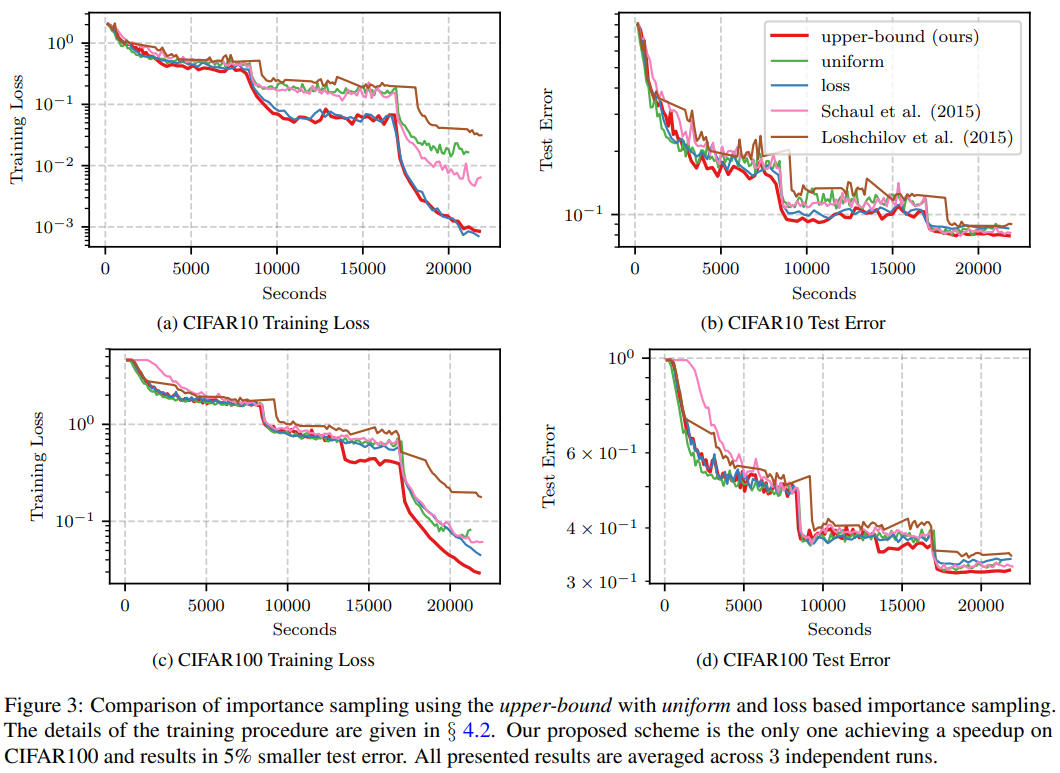 Training Loss
10⁰
10⁻¹
10⁻²
10⁻³
0 5000 10000 15000 20000
Seconds
(a) CIFAR10 Training Loss
Test Error
10⁻¹
upper-bound (ours)
uniform
loss
Schaul et al. (2015)
Loshchilov et al. (2015)
0 5000 10000 15000 20000
Seconds
(b) CIFAR10 Test Error
Training Loss
10⁰
10⁻¹
0 5000 10000 15000 20000
Seconds
(c) CIFAR100 Training Loss
Test Error
10⁰
6 × 10⁻¹
4 × 10⁻¹
3 × 10⁻¹
0 5000 10000 15000 20000
Seconds
(d) CIFAR100 Test Error
Figure 3: Comparison of importance sampling using the upper-bound with uniform and loss based importance sampling.
The details of the training procedure are given in § 4.2. Our proposed scheme is the only one achieving a speedup on
CIFAR100 and results in 5% smaller test error. All presented results are averaged across 3 independent runs.